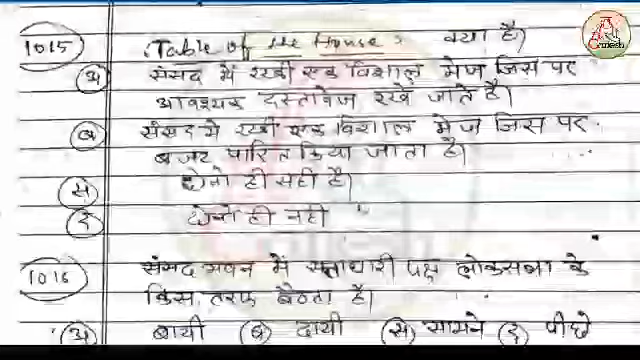 1015 "Table of the House" क्या है।
अ संसद में रखी एक विशाल मेज जिस पर
आवश्यक दस्तावेज रखे जाते है।
ब संसद मे रखी एक विशाल मेज जिस पर
बजट पारित किया जाता है।
स दोनो ही सही है।
द दोनो ही नही
1016 संसद भवन में सत्ताधारी पक्ष लोकसभा के
किस तरफ बैठता है।
अ बायी ब दायी स सामने द पीछे